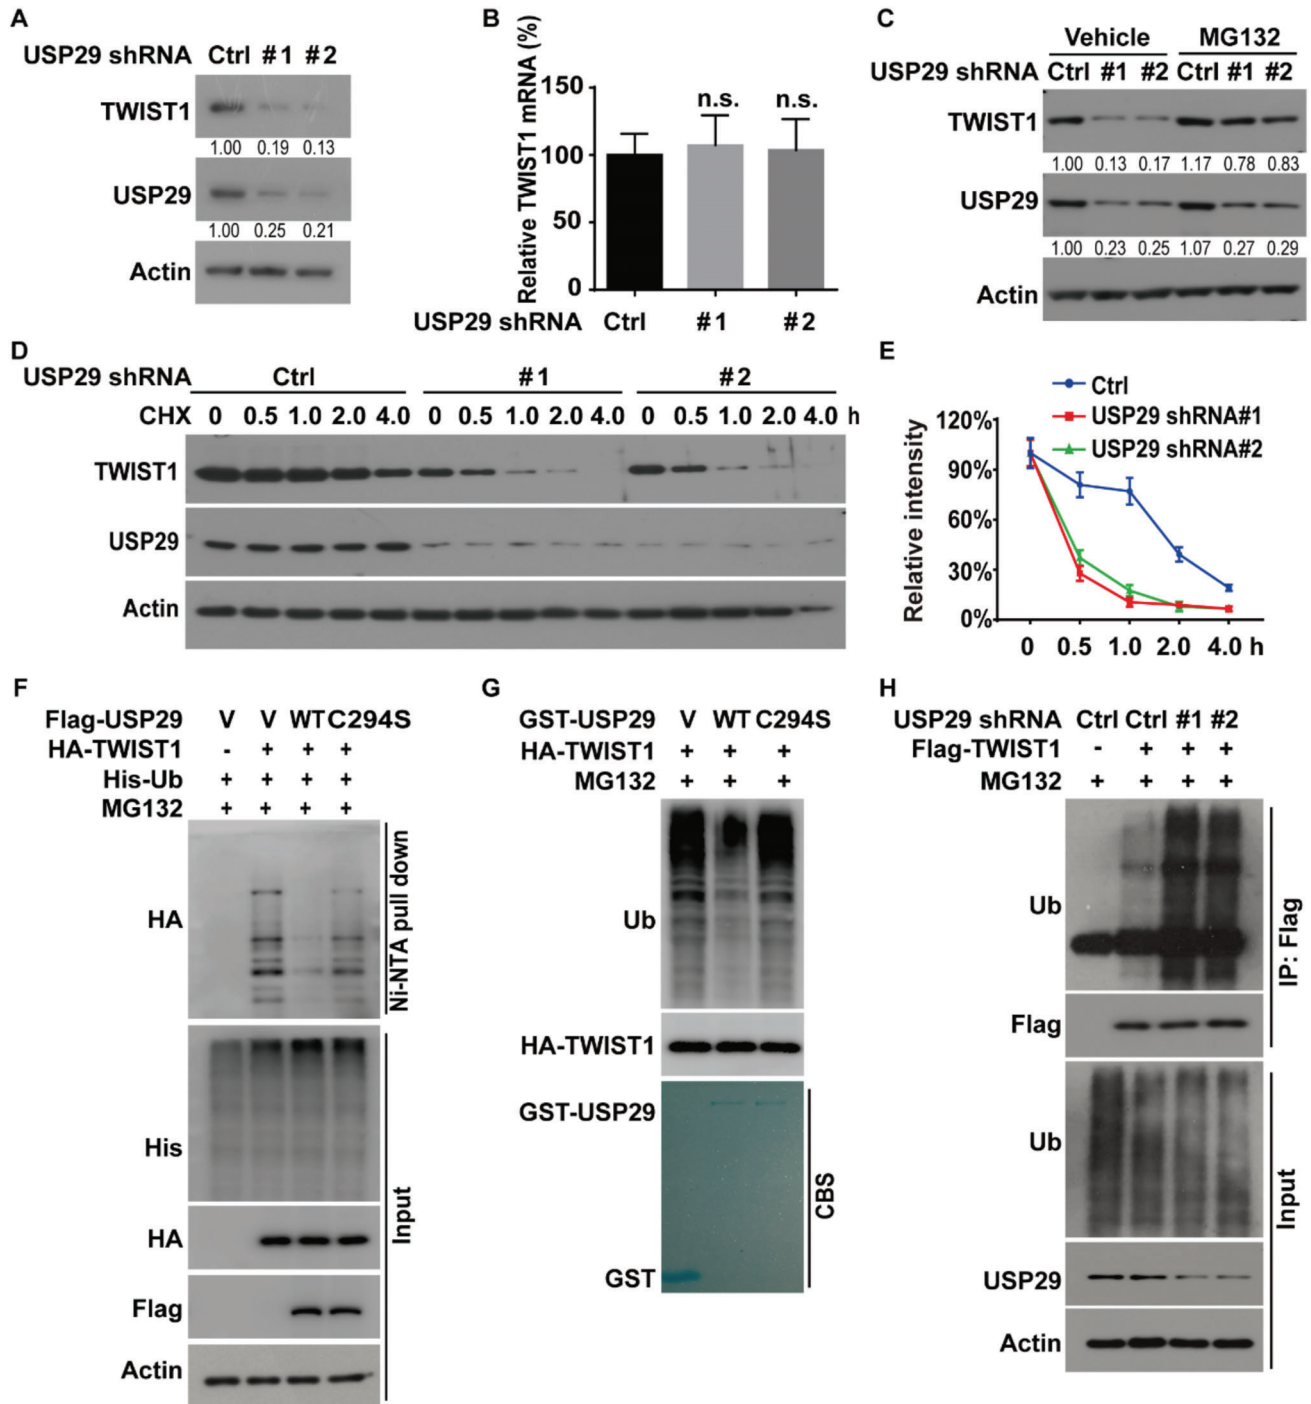 A
USP29 shRNA Ctrl #1 #2
TWIST1
1.00 0.19 0.13
USP29
1.00 0.25 0.21
Actin
B
Relative TWIST1 mRNA (%)
150
100
50
0
n.s. n.s.
USP29 shRNA Ctrl #1 #2
C
Vehicle MG132
USP29 shRNA Ctrl #1 #2 Ctrl #1 #2
TWIST1
1.00 0.13 0.17 1.17 0.78 0.83
USP29
1.00 0.23 0.25 1.07 0.27 0.29
Actin
D
USP29 shRNA Ctrl #1 #2
CHX 0 0.5 1.0 2.0 4.0 0 0.5 1.0 2.0 4.0 0 0.5 1.0 2.0 4.0 h
TWIST1
USP29
Actin
E
Ctrl
USP29 shRNA#1
USP29 shRNA#2
Relative intensity
120%
90%
60%
30%
0%
0 0.5 1.0 2.0 4.0 h
F
Flag-USP29 V V WT C294S
HA-TWIST1 - + + +
His-Ub + + + +
MG132 + + + +
HA
Ni-NTA pull down
His
HA
Flag
Actin
Input
G
GST-USP29 V WT C294S
HA-TWIST1 + + +
MG132 + + +
Ub
HA-TWIST1
GST-USP29
GST
CBS
H
USP29 shRNA Ctrl Ctrl #1 #2
Flag-TWIST1 - + + +
MG132 + + + +
Ub
Flag
IP: Flag
Ub
USP29
Actin
Input